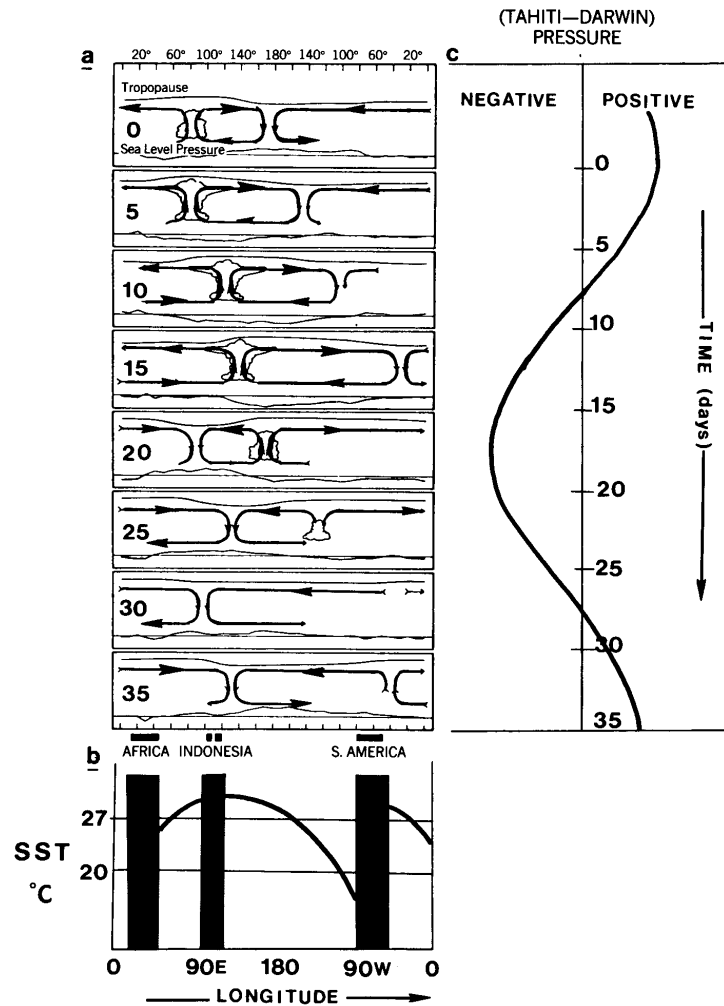 (TAHITI—DARWIN)
PRESSURE
a
20° 60° 100° 140° 140° 100° 60° 20°
c
NEGATIVE POSITIVE
Tropopause
0
Sea Level Pressure
5
10
15
20
25
30
35
0
5
10
15
20
25
30
35
TIME (days)
AFRICA INDONESIA S. AMERICA
b
27
SST
20
°C
0 90E 180 90W 0
LONGITUDE